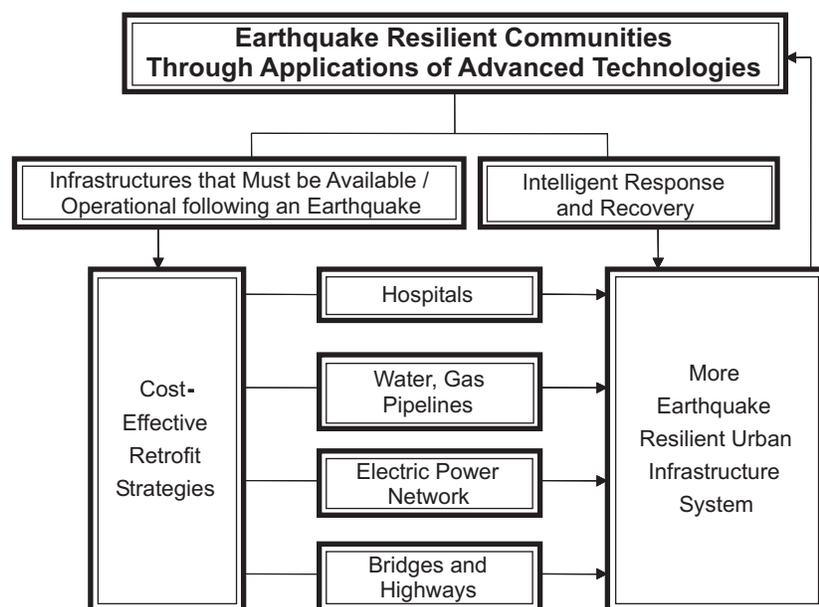 Earthquake Resilient Communities
Through Applications of Advanced Technologies
Infrastructures that Must be Available /
Operational following an Earthquake
Intelligent Response
and Recovery
Cost-
Effective
Retrofit
Strategies
Hospitals
Water, Gas
Pipelines
Electric Power
Network
Bridges and
Highways
More
Earthquake
Resilient Urban
Infrastructure
System